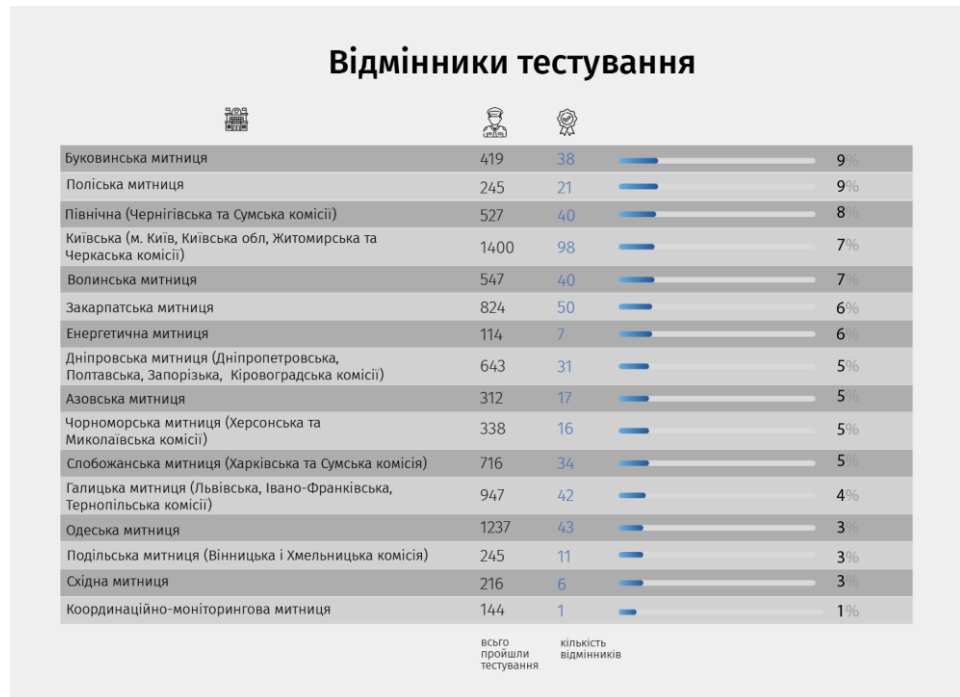 Відмінники тестування
Буковинська митниця 419 38 9%
Поліська митниця 245 21 9%
Північна (Чернігівська та Сумська комісії) 527 40 8%
Київська (м. Київ, Київська обл, Житомирська та
Черкаська комісії) 1400 98 7%
Волинська митниця 547 40 7%
Закарпатська митниця 824 50 6%
Енергетична митниця 114 7 6%
Дніпровська митниця (Дніпропетровська,
Полтавська, Запорізька, Кіровоградська комісії) 643 31 5%
Азовська митниця 312 17 5%
Чорноморська митниця (Херсонська та
Миколаївська комісії) 338 16 5%
Слобожанська митниця (Харківська та Сумська комісія) 716 34 5%
Галицька митниця (Львівська, Івано-Франківська,
Тернопільська комісії) 947 42 4%
Одеська митниця 1237 43 3%
Подільська митниця (Вінницька і Хмельницька комісія) 245 11 3%
Східна митниця 216 6 3%
Координаційно-моніторингова митниця 144 1 1%
всього
пройшли
тестування
кількість
відмінників